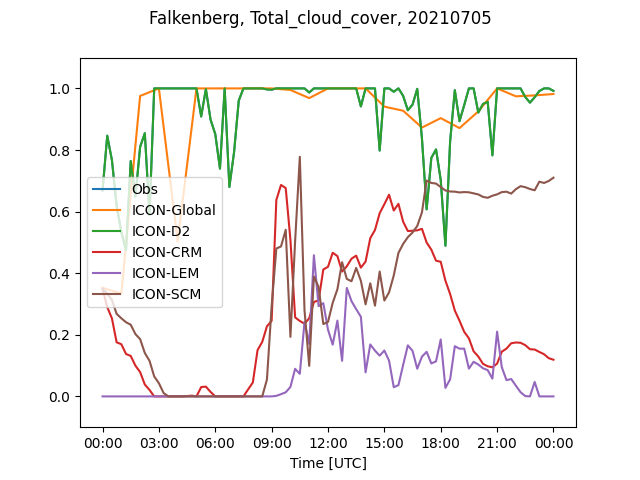 Falkenberg, Total_cloud_cover, 20210705
1.0
0.8
0.6
0.4
0.2
0.0
Obs
ICON-Global
ICON-D2
ICON-CRM
ICON-LEM
ICON-SCM
00:00 03:00 06:00 09:00 12:00 15:00 18:00 21:00 00:00
Time [UTC]